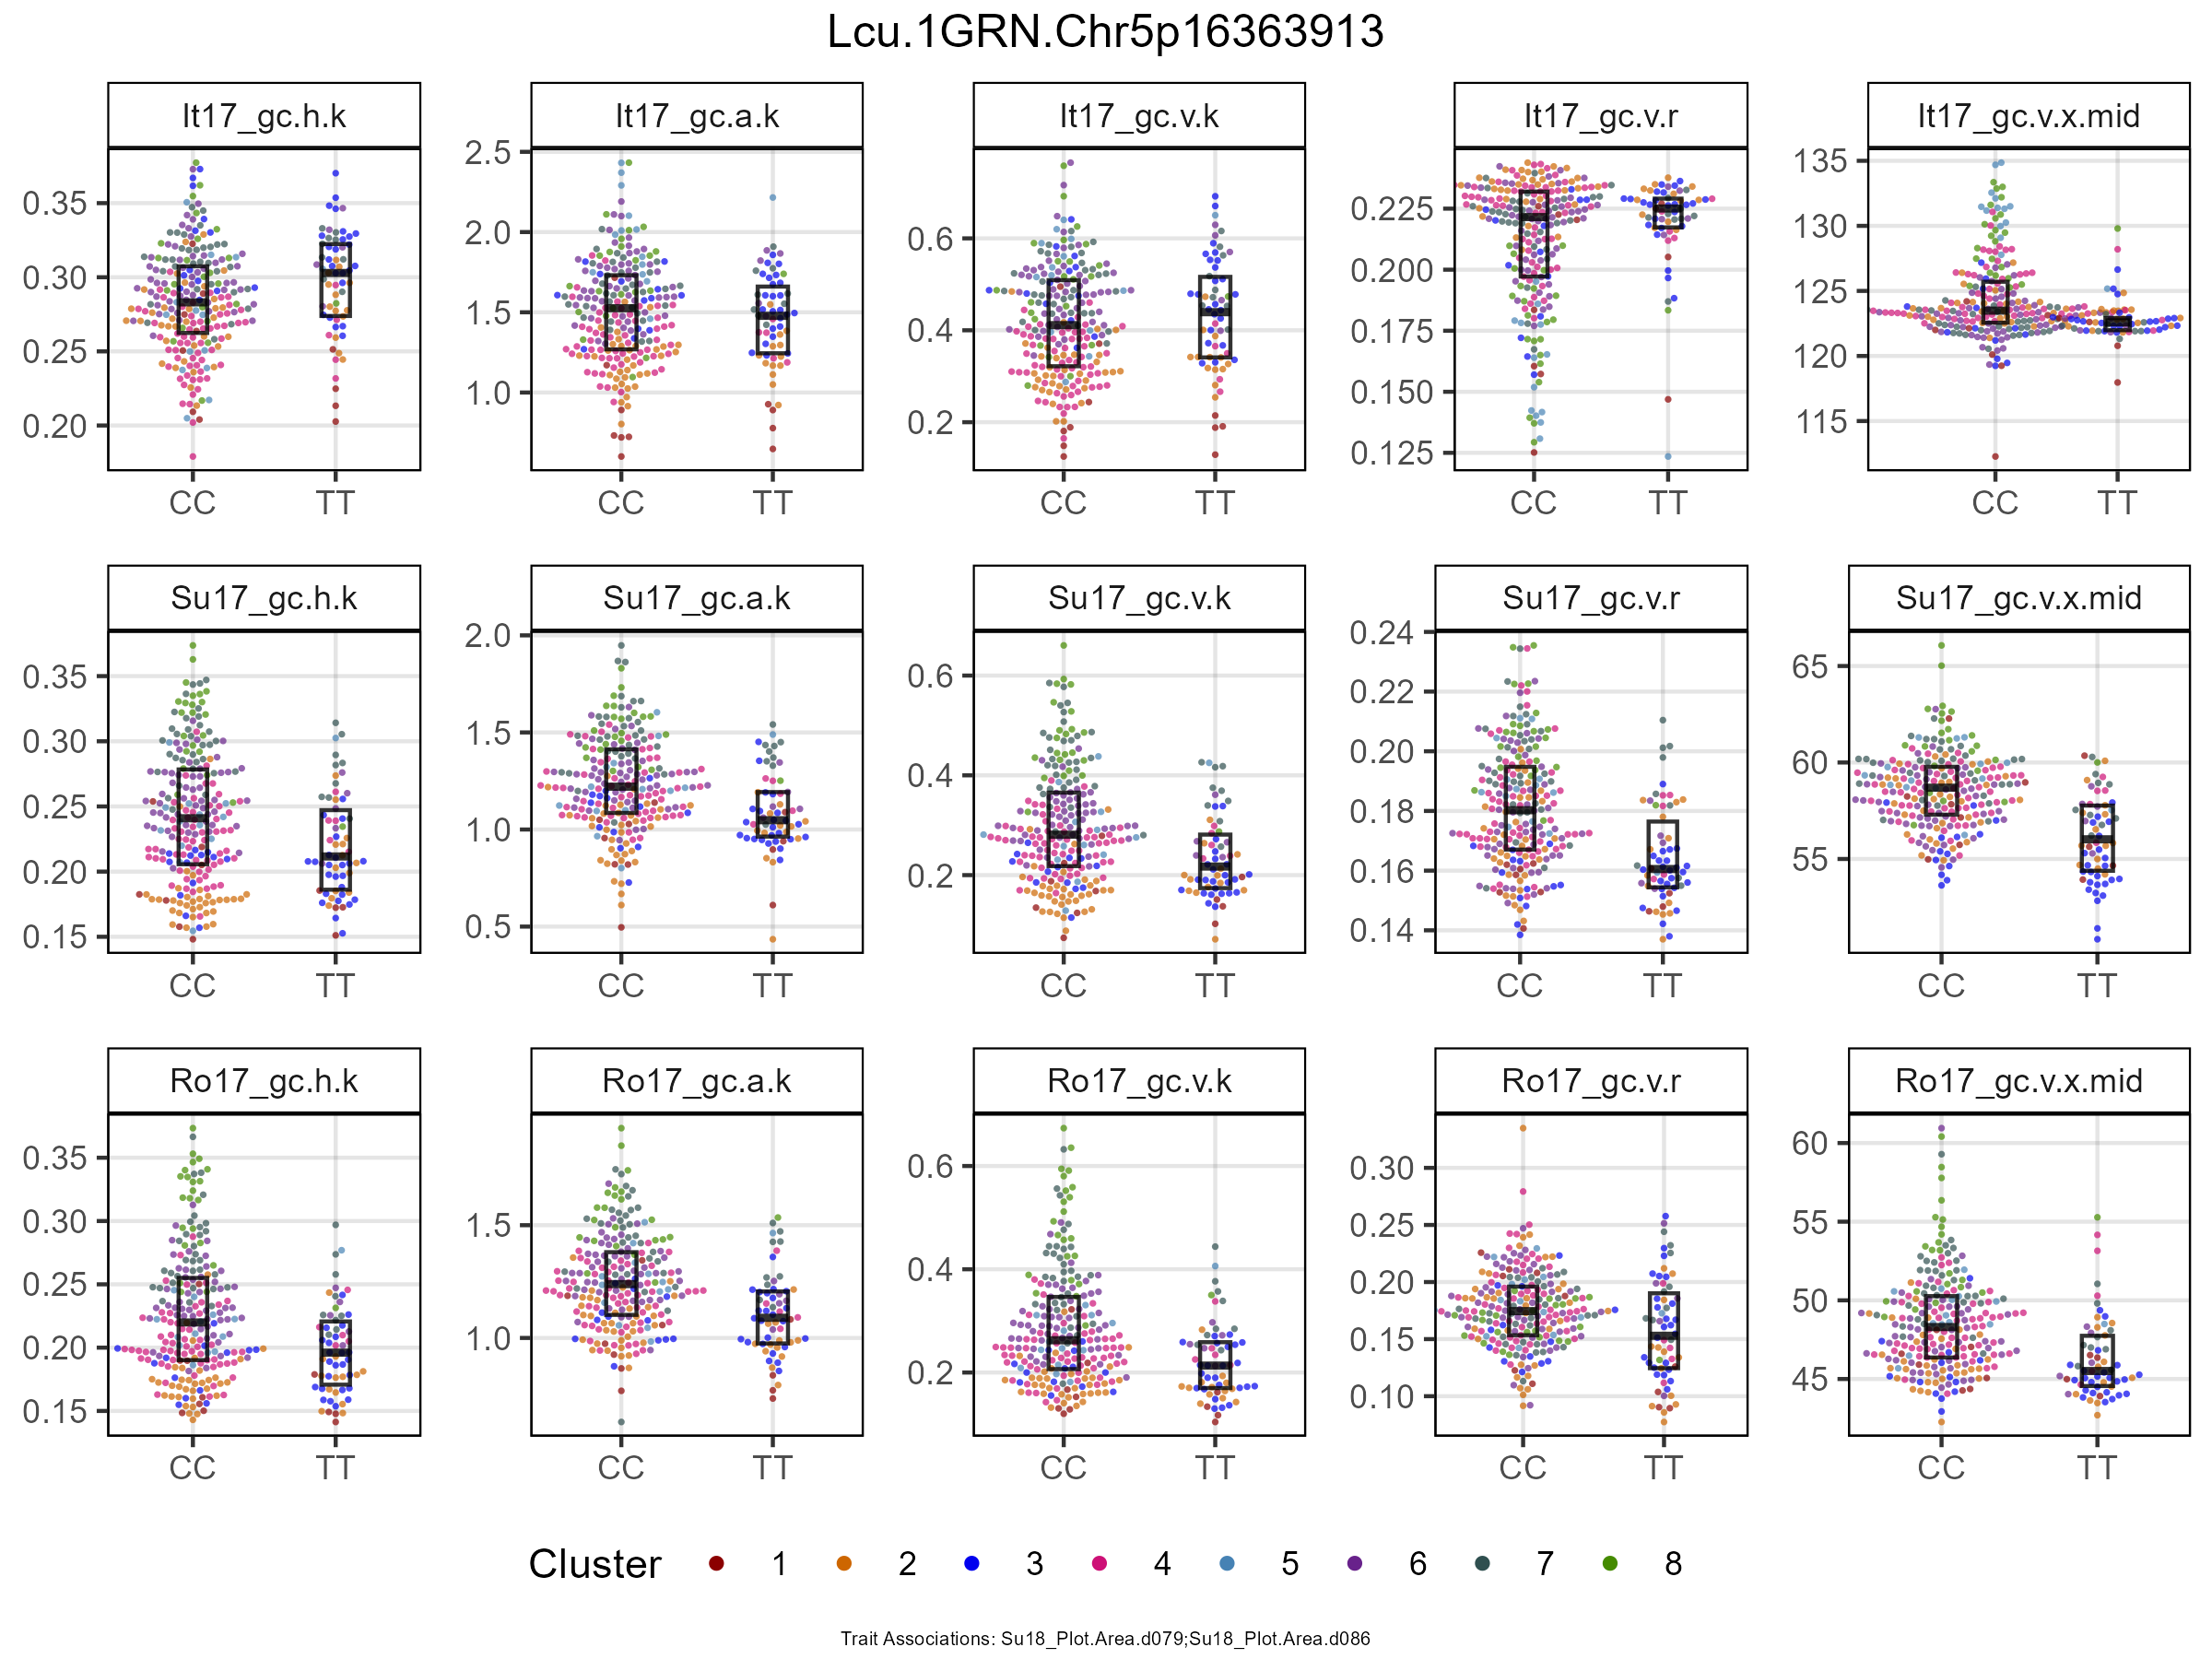 Lcu.1GRN.Chr5p16363913
It17_gc.h.k It17_gc.a.k It17_gc.v.k It17_gc.v.r It17_gc.v.x.mid
0.35
0.30
0.25
0.20
CC TT
2.5
2.0
1.5
1.0
CC TT
0.6
0.4
0.2
CC TT
0.225
0.200
0.175
0.150
0.125
CC TT
135
130
125
120
115
CC TT
Su17_gc.h.k Su17_gc.a.k Su17_gc.v.k Su17_gc.v.r Su17_gc.v.x.mid
0.35
0.30
0.25
0.20
0.15
CC TT
2.0
1.5
1.0
0.5
CC TT
0.6
0.4
0.2
CC TT
0.24
0.22
0.20
0.18
0.16
0.14
CC TT
65
60
55
CC TT
Ro17_gc.h.k Ro17_gc.a.k Ro17_gc.v.k Ro17_gc.v.r Ro17_gc.v.x.mid
0.35
0.30
0.25
0.20
0.15
CC TT
1.5
1.0
CC TT
0.6
0.4
0.2
CC TT
0.30
0.25
0.20
0.15
0.10
CC TT
60
55
50
45
CC TT
Cluster 1 2 3 4 5 6 7 8
Trait Associations: Su18_Plot.Area.d079;Su18_Plot.Area.d086